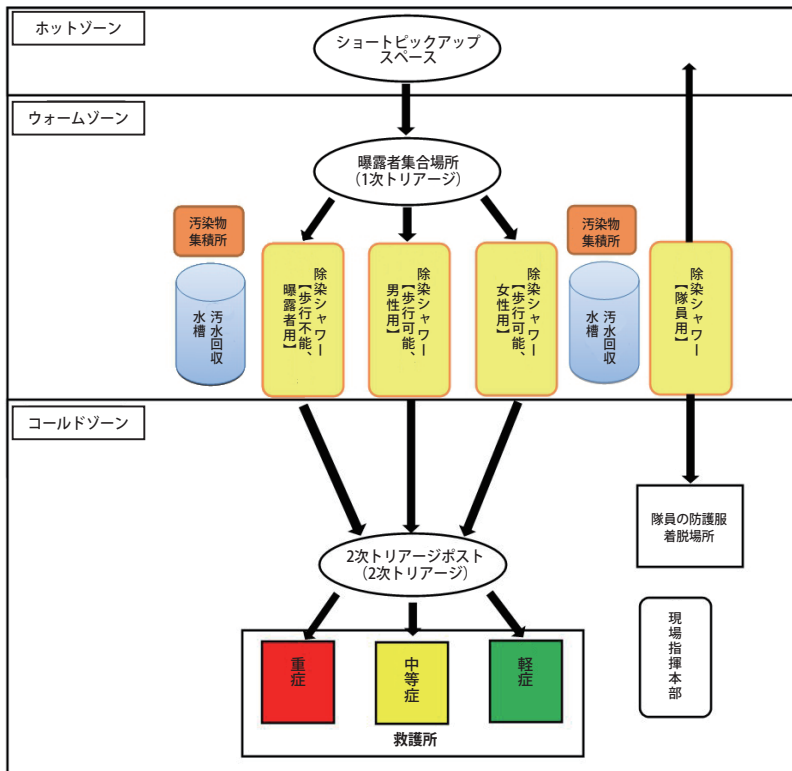 ホットゾーン
ショートピックアップ
スペース
ウォームゾーン
曝露者集合場所
（1次トリアージ）
汚染物
集積所
汚水回収
水槽
除染シャワー
【歩行不能、
曝露者用】
除染シャワー
【歩行可能、
男性用】
除染シャワー
【歩行可能、
女性用】
汚染物
集積所
汚水回収
水槽
除染シャワー
【隊員用】
コールドゾーン
隊員の防護服
着脱場所
2次トリアージポスト
（2次トリアージ）
現場指揮本部
重症
中等症
軽症
救護所